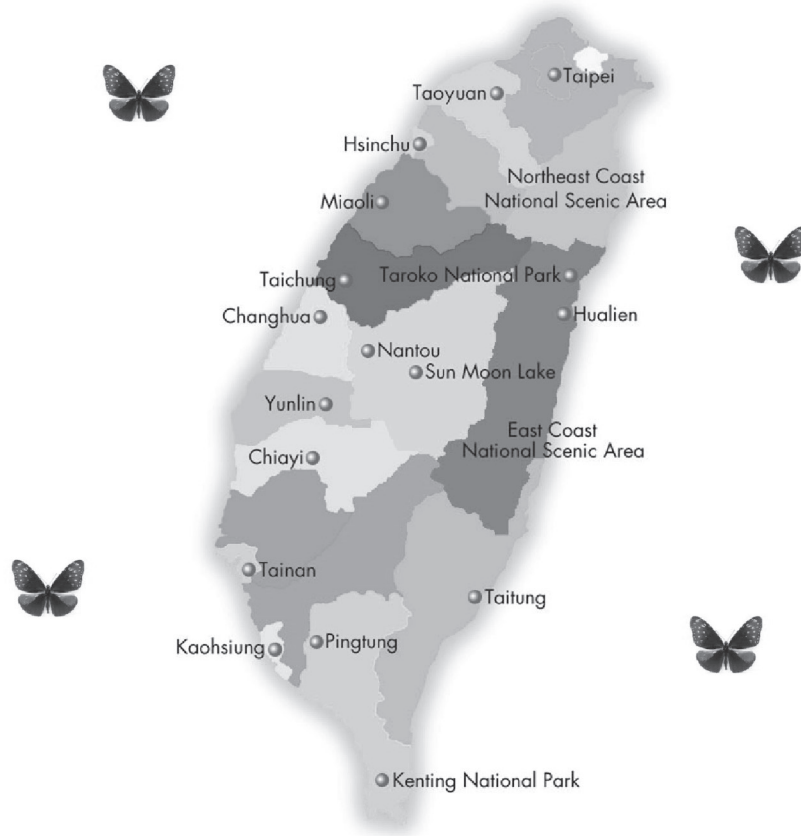 Taipei
Taoyuan
Hsinchu
Northeast Coast
National Scenic Area
Miaoli
Taroko National Park
Taichung
Changhua
Hualien
Nantou
Sun Moon Lake
Yunlin
East Coast
National Scenic Area
Chiayi
Tainan
Taitung
Kaohsiung
Pingtung
Kenting National Park